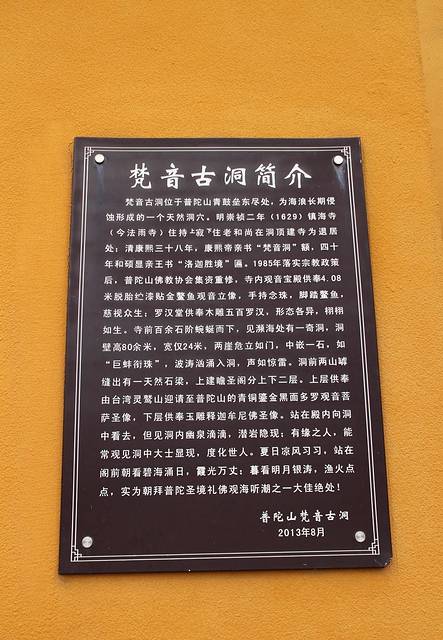 梵音古洞简介
梵音古洞位于普陀山青鼓垒东尽处，为海浪长期侵
蚀形成的一个天然洞穴。明崇祯二年（1629）镇海寺
（今法雨寺）住持上寂下住老和尚在洞顶建寺为退居
处；清康熙三十八年，康熙帝亲书“梵音洞”额，四十
年和硕显亲王书“洛迦胜境”匾。1985年落实宗教政策
后，普陀山佛教协会集资重修，寺内观音宝殿供奉4.08
米脱胎纻漆贴金鳌鱼观音立像，手持念珠，脚踏鳌鱼，
慈视众生；罗汉堂供奉木雕五百罗汉，形态各异，栩栩
如生。寺前百余石阶蜿蜒而下，见濒海处有一奇洞，洞
壁高80余米，宽仅24米，两崖危立如门，中嵌一石。如
“巨蚌衔珠”，波涛汹涌入洞，声如惊雷。洞前两山罅
缝出有一天然石梁，上建瞻圣阁分上下二层。上层供奉
由台湾灵鹫山迎请至普陀山的青铜鎏金黑面多罗观音菩
萨圣像，下层供奉玉雕释迦牟尼佛圣像。站在殿内向洞
中看去，但见洞内幽泉滴滴，潜岩隐现；有缘之人，能
常观见洞中大士显现，度化世人。夏日凉风习习，站在
阁前朝看碧海涌日，霞光万丈；暮看明月银涛，渔火点
点，实为朝拜普陀圣境礼佛观海听潮之一大佳绝处！
普陀山梵音古洞
2013年8月